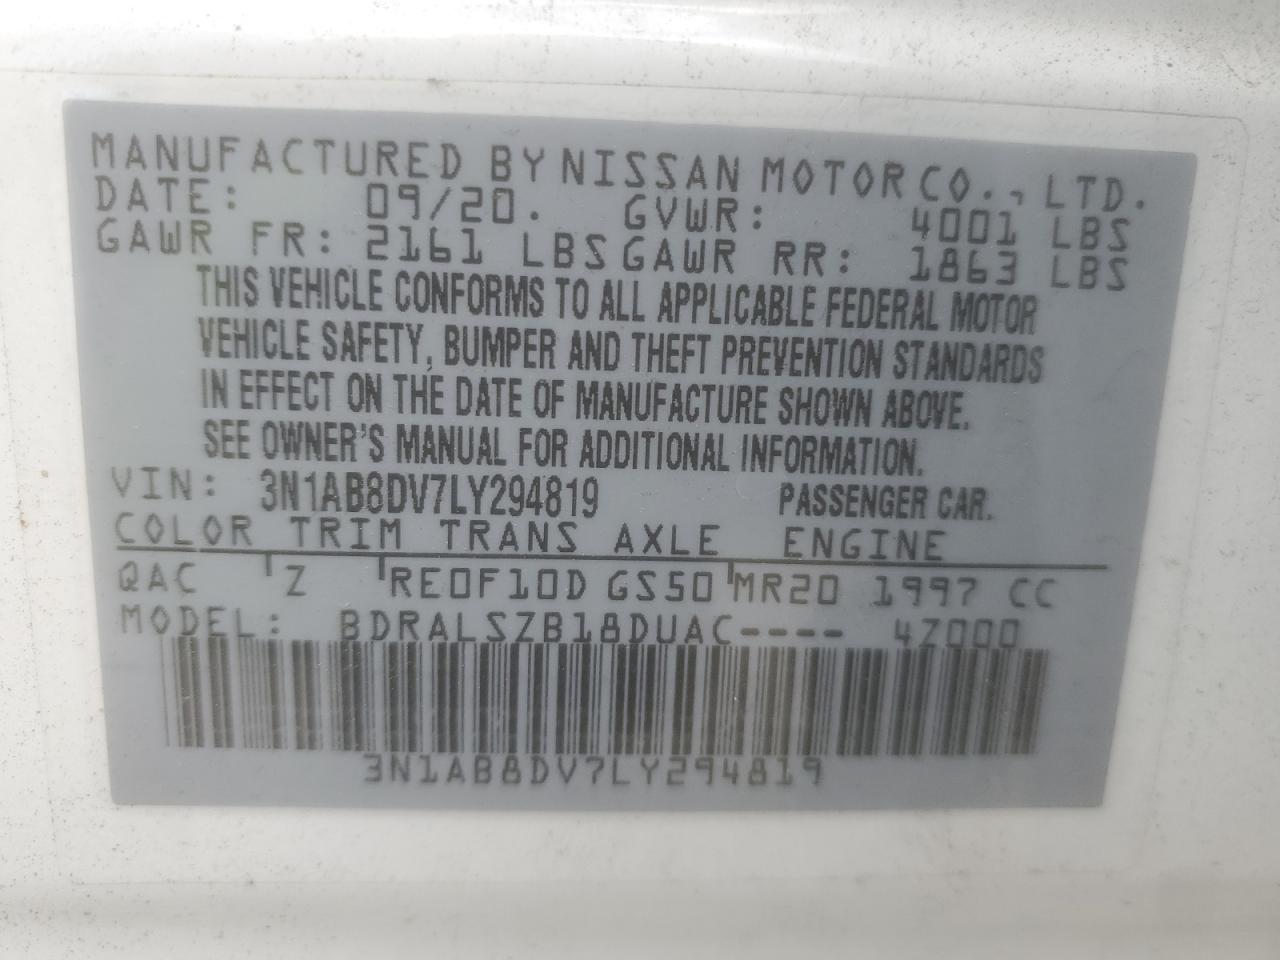 MANUFACTURED BY NISSAN MOTOR CO., LTD.
DATE: 09/20. GVWR: 4001 LBS
GAWR FR: 2161 LBS GAWR RR: 1863 LBS
THIS VEHICLE CONFORMS TO ALL APPLICABLE FEDERAL MOTOR
VEHICLE SAFETY, BUMPER AND THEFT PREVENTION STANDARDS
IN EFFECT ON THE DATE OF MANUFACTURE SHOWN ABOVE.
SEE OWNER'S MANUAL FOR ADDITIONAL INFORMATION.
VIN: 3N1AB8DV7LY294819 PASSENGER CAR.
COLOR TRIM TRANS AXLE ENGINE
QAC Z RE0F10D GS50 MR20 1997 CC
MODEL: BDRALSZB18DUAC---- 4Z000
3N1AB8DV7LY294819